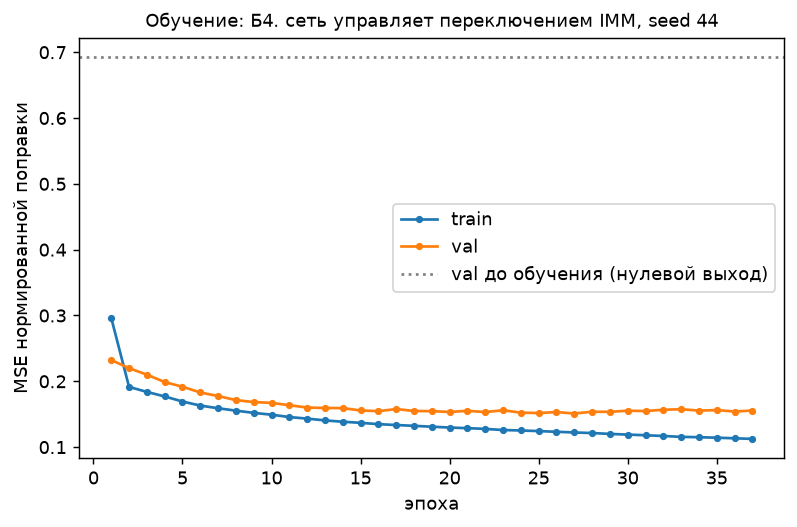 Обучение: Б4. сеть управляет переключением IMM, seed 44
MSE нормированной поправки
0.7
0.6
0.5
0.4
0.3
0.2
0.1
train
val
val до обучения (нулевой выход)
0
5
10
15
20
25
30
35
эпоха